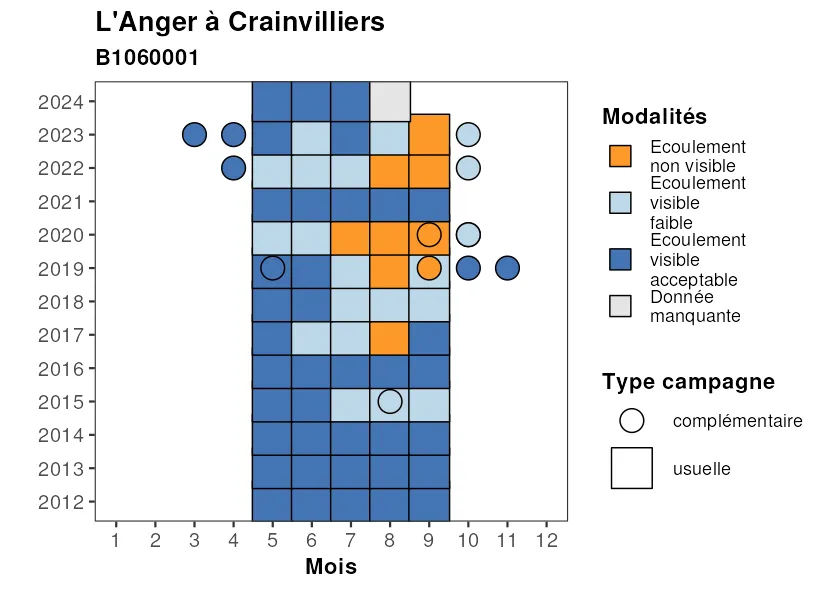 L'Anger à Crainvilliers
B1060001
2024
2023
2022
2021
2020
2019
2018
2017
2016
2015
2014
2013
2012
1 2 3 4 5 6 7 8 9 10 11 12
Mois
Modalités
Ecoulement
non visible
Ecoulement
visible
faible
Ecoulement
visible
acceptable
Donnée
manquante
Type campagne
complémentaire
usuelle